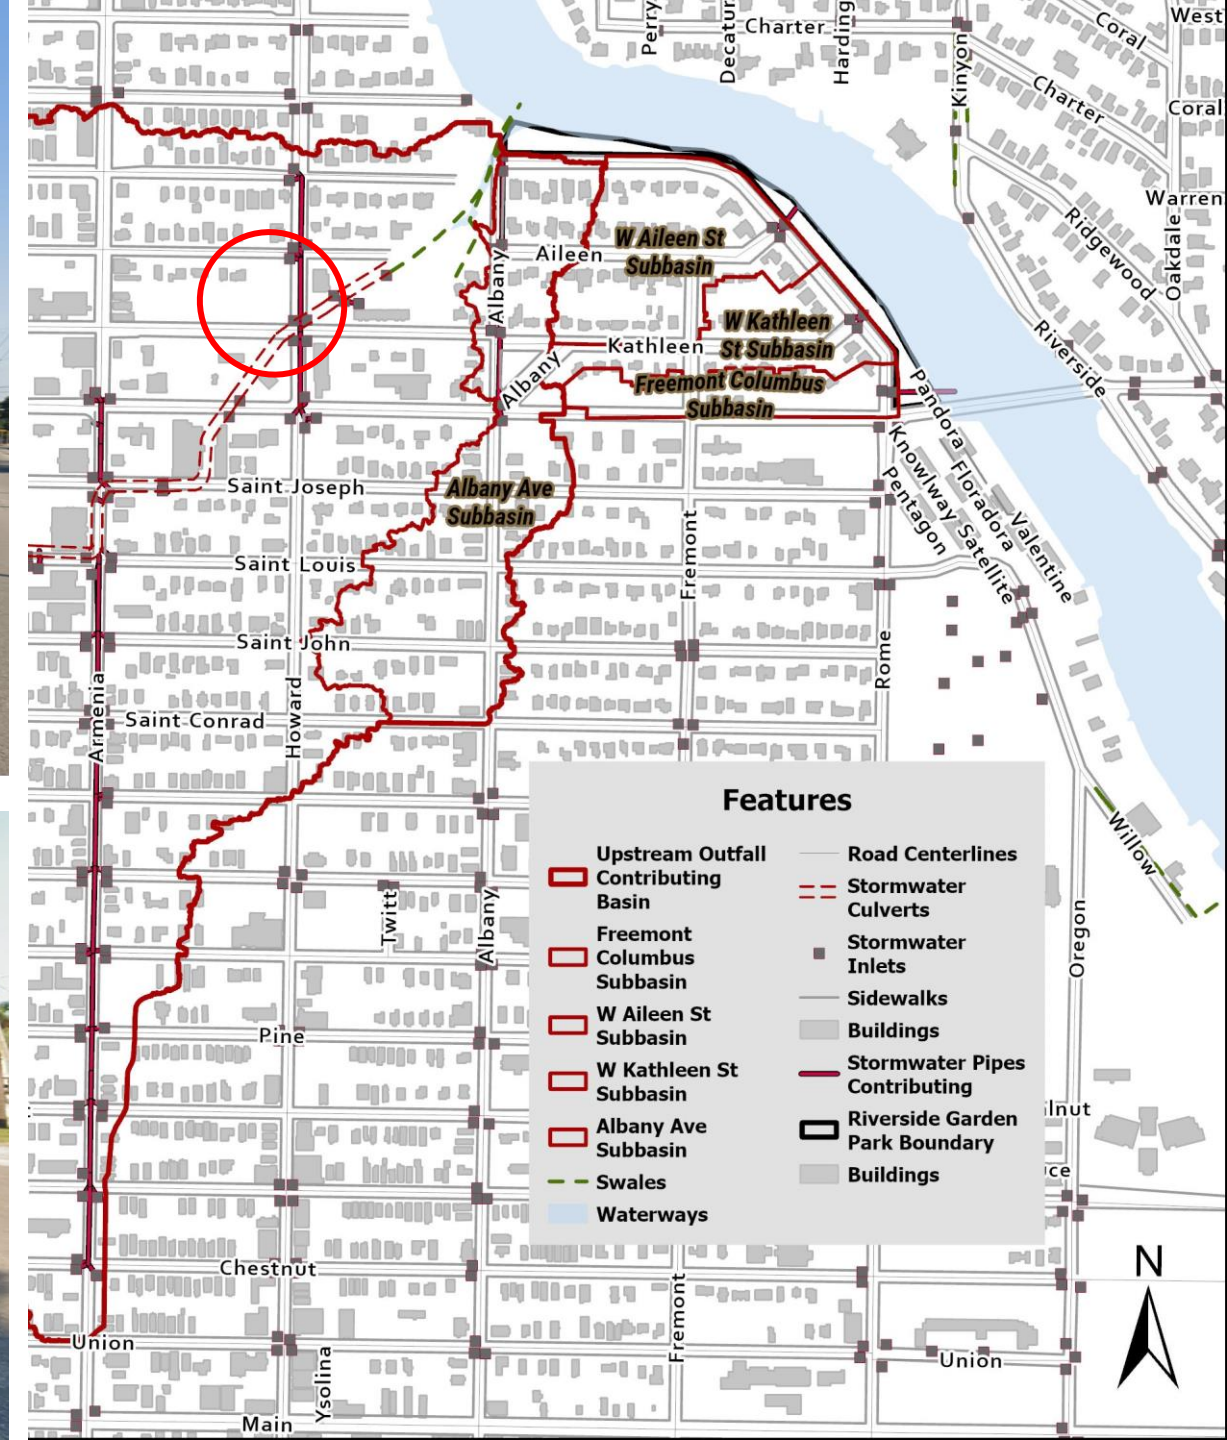 Perry
Decatur
Charter
Harding
Kinyon
Coral
West
Charter
Coral
Warren
Ridgewood
Oakdale
Riverside
W Aileen St
Subbasin
Aileen
Albany
W Kathleen
St Subbasin
Kathleen
Albany
Freemont Columbus
Subbasin
Pandora
Knowlway
Floradora
Pentagon
Satellite
Valentine
Saint Joseph
Albany Ave
Subbasin
Saint Louis
Fremont
Saint John
Rome
Armenia
Saint Conrad
Howard
Twitt
Albany
Pine
Willow
Oregon
Features
Upstream Outfall
Contributing
Basin
Freemont
Columbus
Subbasin
W Aileen St
Subbasin
W Kathleen St
Subbasin
Albany Ave
Subbasin
Swales
Waterways
Road Centerlines
Stormwater
Culverts
Stormwater
Inlets
Sidewalks
Buildings
Stormwater Pipes
Contributing
Riverside Garden
Park Boundary
Buildings
lnut
uce
N
Chestnut
Union
Ysolina
Fremont
Union
Main